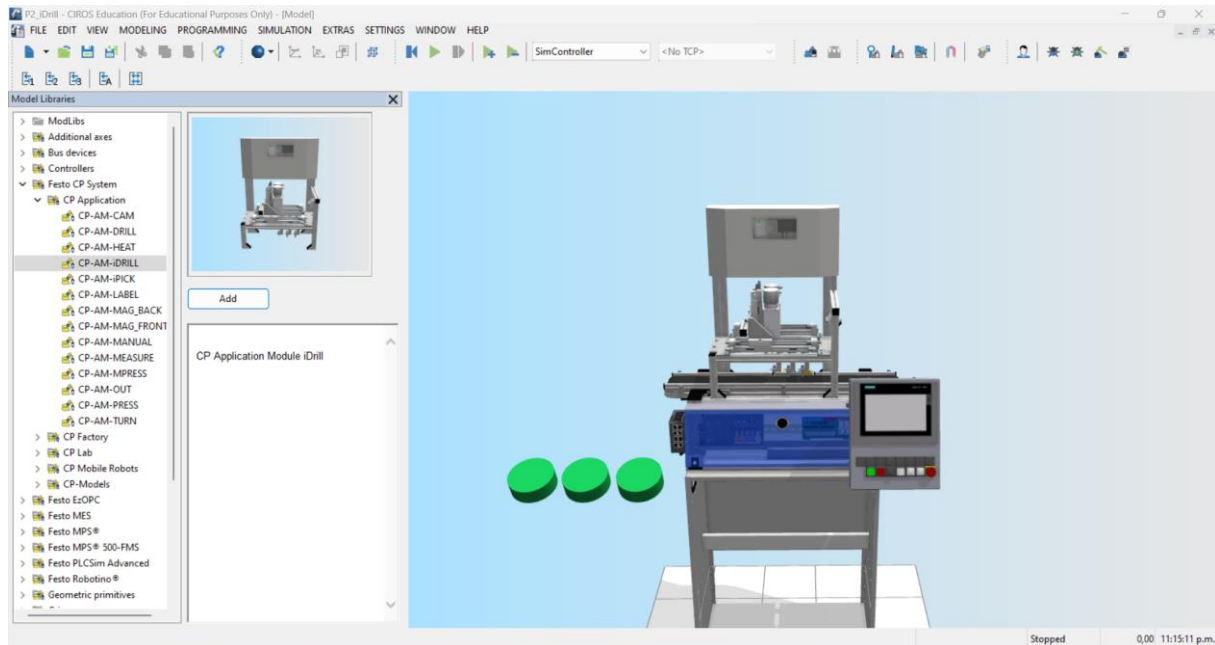 P2_iDrill - CIROS Education (For Educational Purposes Only) - [Model]
FILE EDIT VIEW MODELING PROGRAMMING SIMULATION EXTRAS SETTINGS WINDOW HELP
SimController
<No TCP>
Model Libraries
ModLibs
Additional axes
Bus devices
Controllers
Festo CP System
CP Application
CP-AM-CAM
CP-AM-DRILL
CP-AM-HEAT
CP-AM-iDRILL
CP-AM-iPICK
CP-AM-LABEL
CP-AM-MAG_BACK
CP-AM-MAG_FRONT
CP-AM-MANUAL
CP-AM-MEASURE
CP-AM-MPRESS
CP-AM-OUT
CP-AM-PRESS
CP-AM-TURN
CP Factory
CP Lab
CP Mobile Robots
CP-Models
Festo EzOPC
Festo MES
Festo MPS®
Festo MPS® 500-FMS
Festo PLCSim Advanced
Festo Robotino®
Geometric primitives
Add
CP Application Module iDrill
Stopped 0,00 11:15:11 p.m.